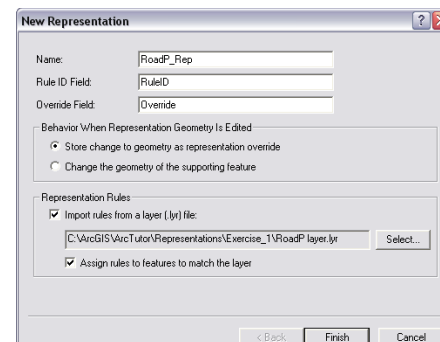 New Representation
Name: RoadP_Rep
Rule ID Field: RuleID
Override Field: Override
Behavior When Representation Geometry Is Edited
Store change to geometry as representation override
Change the geometry of the supporting feature
Representation Rules
Import rules from a layer (.lyr) file:
C:\ArcGIS\ArcTutor\Representations\Exercise_1\RoadP layer.lyr Select...
Assign rules to features to match the layer
< Back Finish Cancel